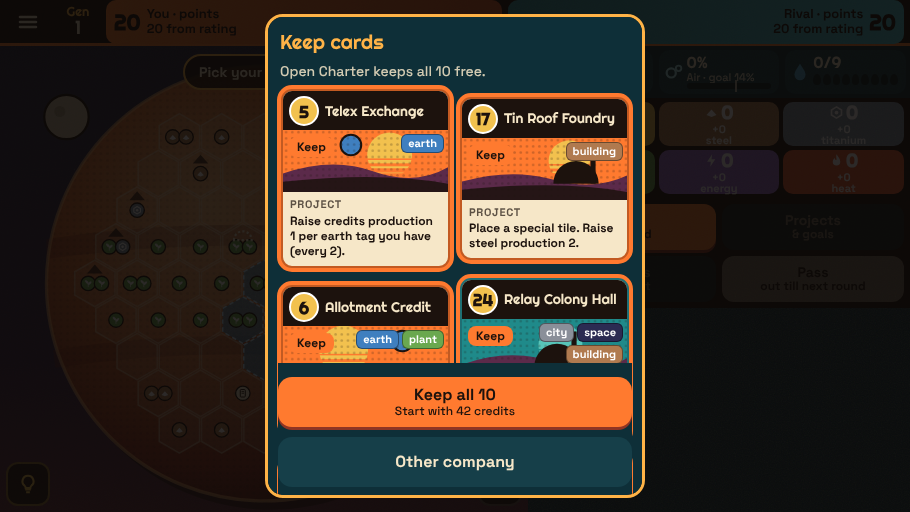 Gen
1
20
You · points
20 from rating
Rival · points
20 from rating
20
Pick your
0%
Air · goal 14%
0/9
0
+0
steel
0
+0
titanium
0
+0
energy
0
+0
heat
Projects
5 goals
Pass
out till next round
Keep cards
Open Charter keeps all 10 free.
5
Telex Exchange
Keep
earth
PROJECT
Raise credits production
1 per earth tag you have
(every 2).
17
Tin Roof Foundry
Keep
building
PROJECT
Place a special tile. Raise
steel production 2.
6
Allotment Credit
Keep
earth
plant
24
Relay Colony Hall
Keep
city
space
building
Keep all 10
Start with 42 credits
Other company